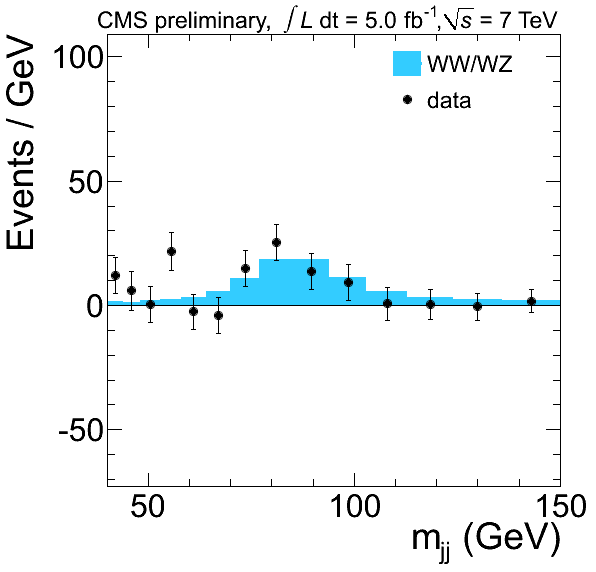 CMS preliminary, ∫ L dt = 5.0 fb⁻¹,√s = 7 TeV
WW/WZ
data
Events / GeV
100
50
0
-50
50 100 150
m_jj (GeV)